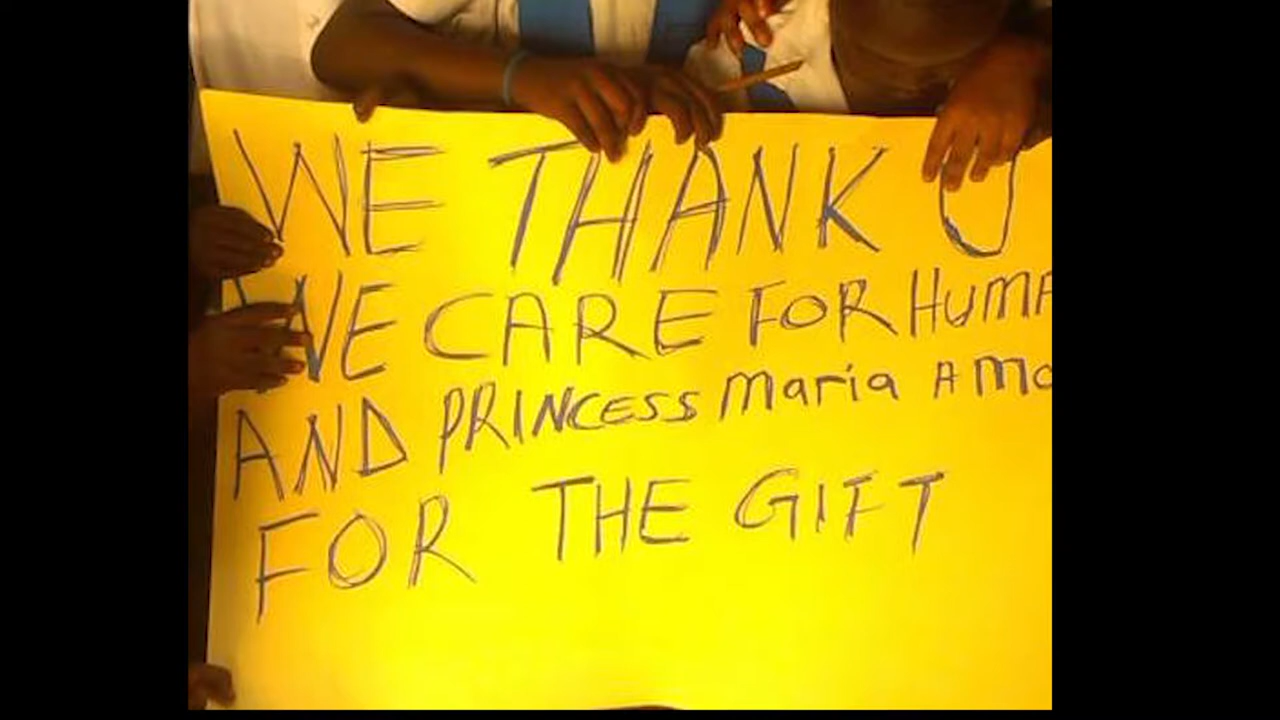 WE THANK U
WE CARE FOR HUMA
AND PRINCESS Maria A MO
FOR THE GIFT